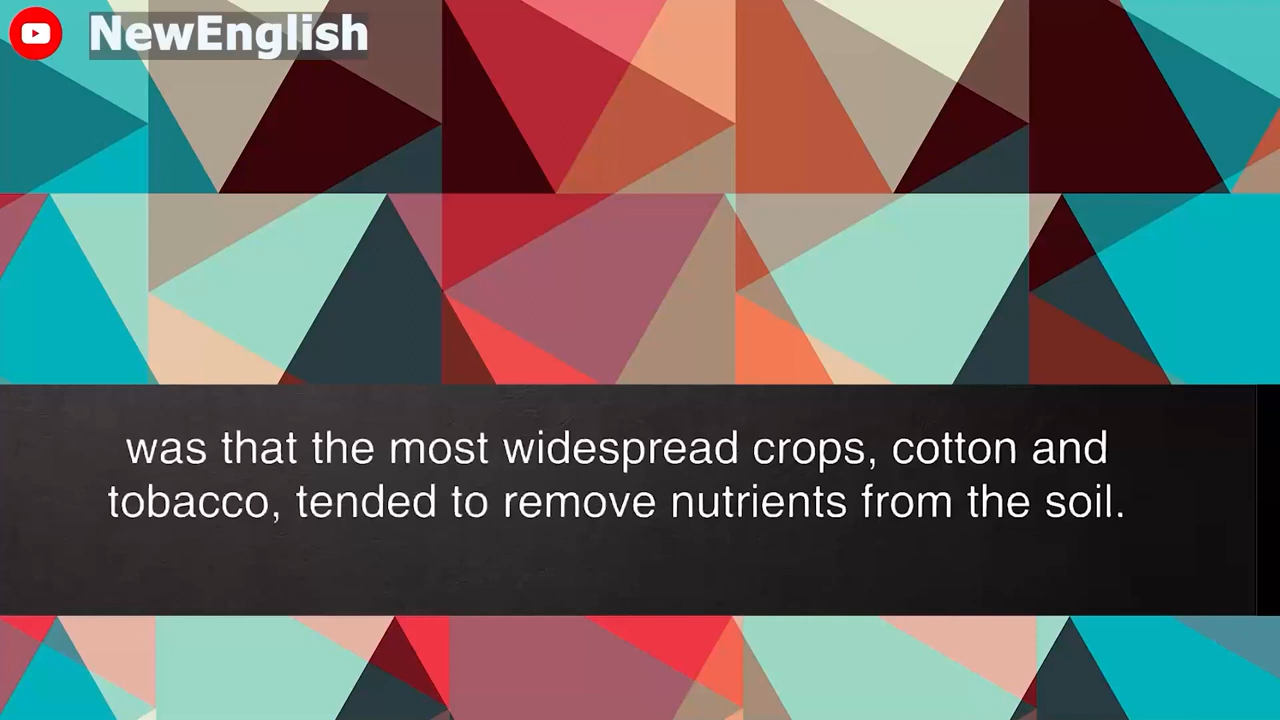 NewEnglish
was that the most widespread crops, cotton and
tobacco, tended to remove nutrients from the soil.